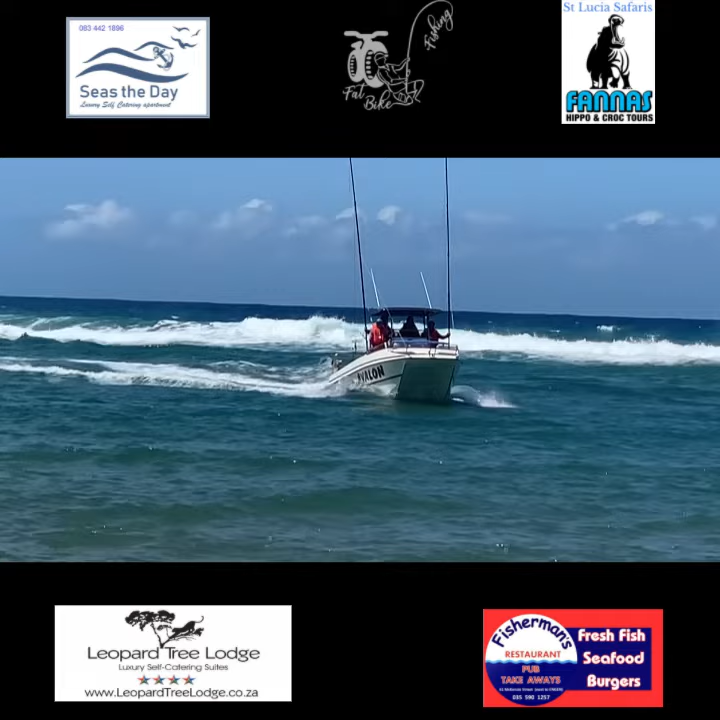 083 442 1896
Seas the Day
Luxury Self Catering apartment
Fishing
Fat
Bike
St Lucia Safaris
FANNAS
HIPPO & CROC TOURS
AVALON
Leopard Tree Lodge
Luxury Self-Catering Suites
www.LeopardTreeLodge.co.za
Fisherman's
RESTAURANT
PUB
TAKE AWAYS
035 590 1257
Fresh Fish
Seafood
Burgers